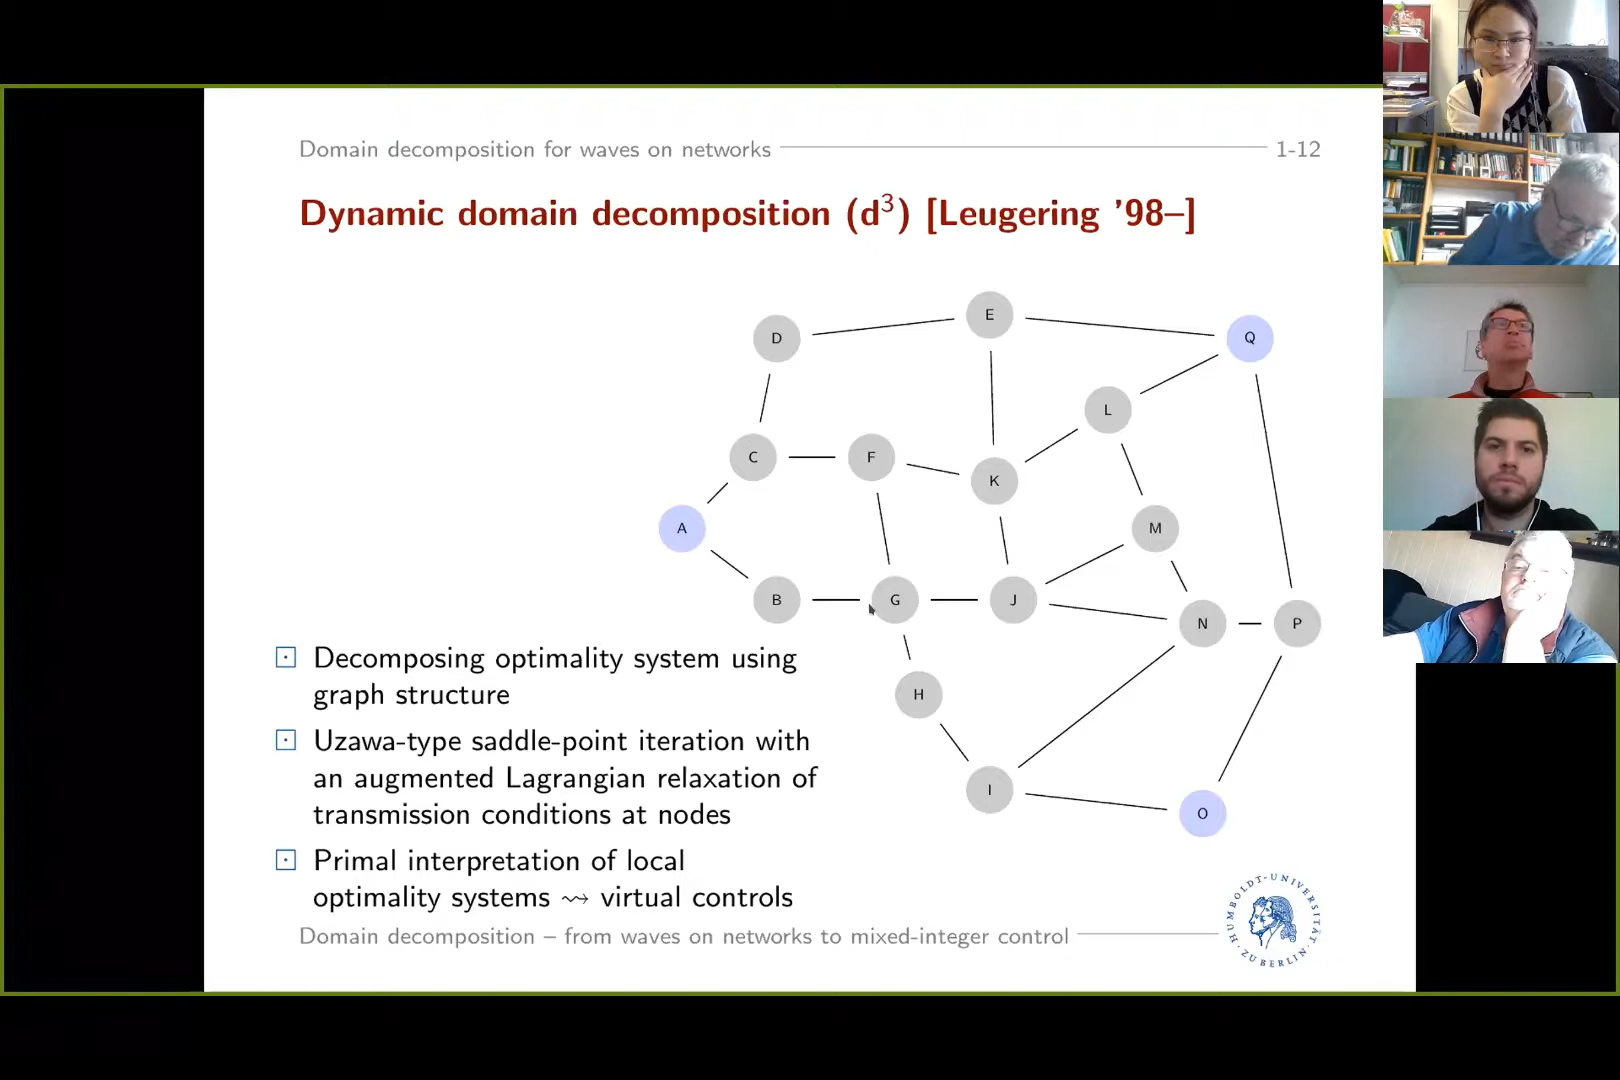 Domain decomposition for waves on networks 1-12
Dynamic domain decomposition (d³) [Leugering '98–]
E
D
Q
L
C
F
K
A
M
B
G
J
N
P
H
I
O
Decomposing optimality system using
graph structure
Uzawa-type saddle-point iteration with
an augmented Lagrangian relaxation of
transmission conditions at nodes
Primal interpretation of local
optimality systems ⇝ virtual controls
Domain decomposition – from waves on networks to mixed-integer control
HUMBOLDT-UNIVERSITÄT · ZU BERLIN ·